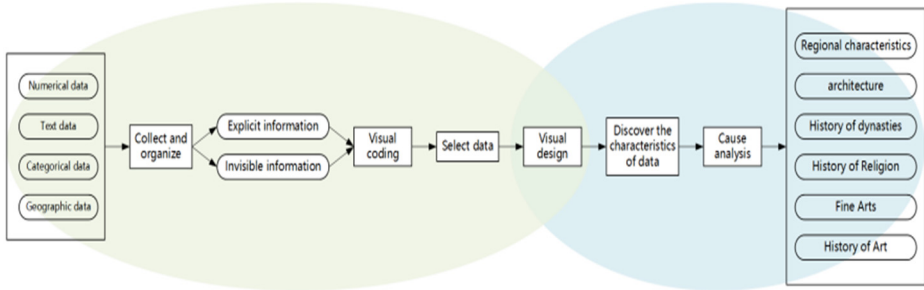 Numerical data
Text data
Categorical data
Geographic data
Collect and
organize
Explicit information
Invisible information
Visual
coding
Select data
Visual
design
Discover the
characteristics
of data
Cause
analysis
Regional characteristics
architecture
History of dynasties
History of Religion
Fine Arts
History of Art